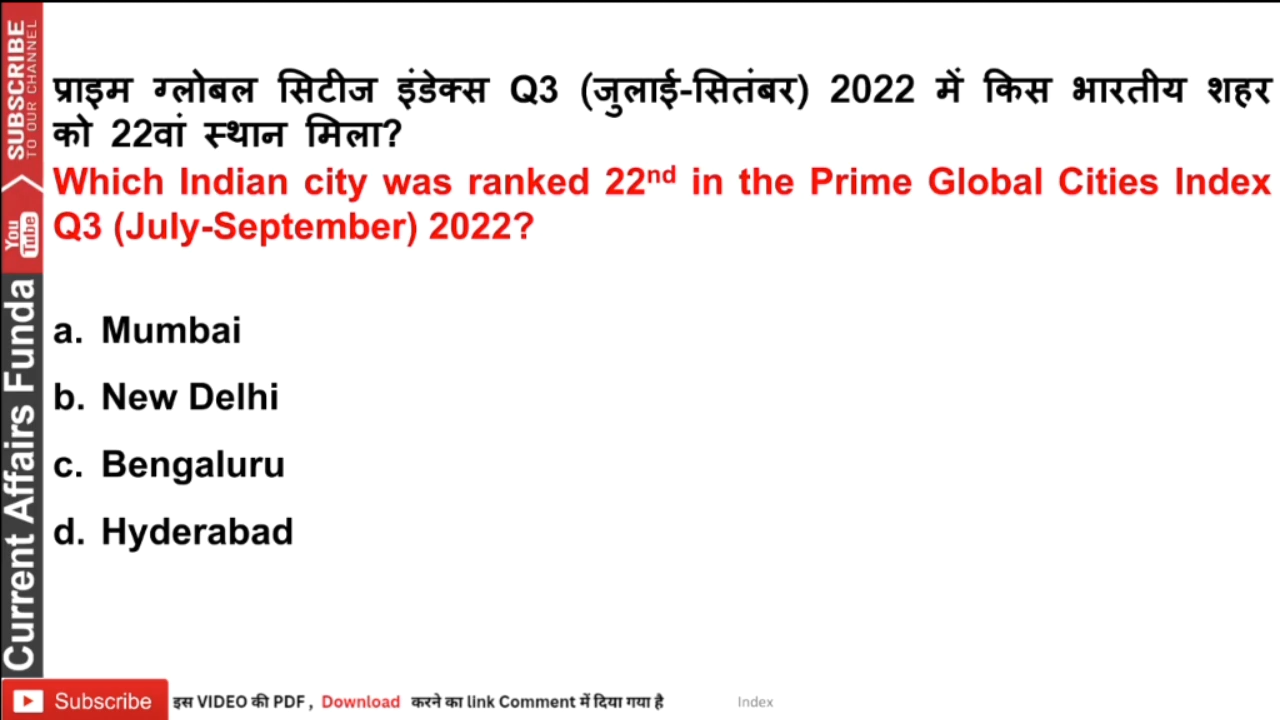 प्राइम ग्लोबल सिटीज इंडेक्स Q3 (जुलाई-सितंबर) 2022 में किस भारतीय शहर
को 22वां स्थान मिला?
Which Indian city was ranked 22nd in the Prime Global Cities Index
Q3 (July-September) 2022?
a. Mumbai
b. New Delhi
c. Bengaluru
d. Hyderabad
SUBSCRIBE
TO OUR CHANNEL
You
Tube
Current Affairs Funda
Subscribe इस VIDEO की PDF , Download करने का link Comment में दिया गया है Index